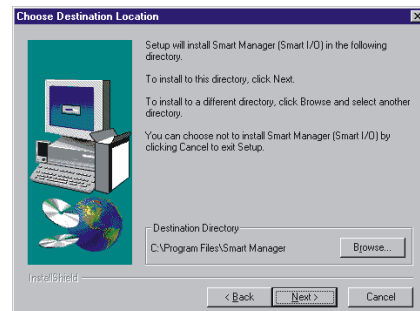 Choose Destination Location
Setup will install Smart Manager (Smart I/O) in the following
directory.
To install to this directory, click Next.
To install to a different directory, click Browse and select another
directory.
You can choose not to install Smart Manager (Smart I/O) by
clicking Cancel to exit Setup.
Destination Directory
C:\Program Files\Smart Manager
Browse...
InstallShield
< Back
Next >
Cancel